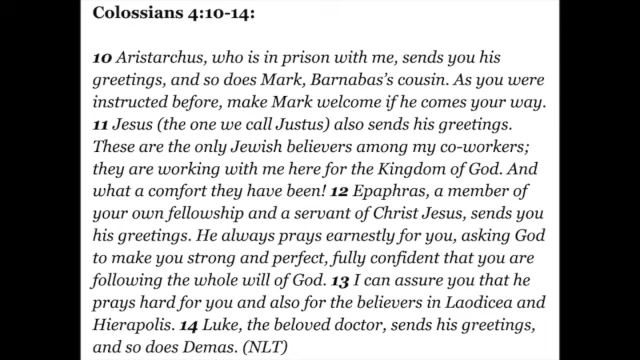 Colossians 4:10-14:
10 Aristarchus, who is in prison with me, sends you his
greetings, and so does Mark, Barnabas's cousin. As you were
instructed before, make Mark welcome if he comes your way.
11 Jesus (the one we call Justus) also sends his greetings.
These are the only Jewish believers among my co-workers;
they are working with me here for the Kingdom of God. And
what a comfort they have been! 12 Epaphras, a member of
your own fellowship and a servant of Christ Jesus, sends you
his greetings. He always prays earnestly for you, asking God
to make you strong and perfect, fully confident that you are
following the whole will of God. 13 I can assure you that he
prays hard for you and also for the believers in Laodicea and
Hierapolis. 14 Luke, the beloved doctor, sends his greetings,
and so does Demas. (NLT)